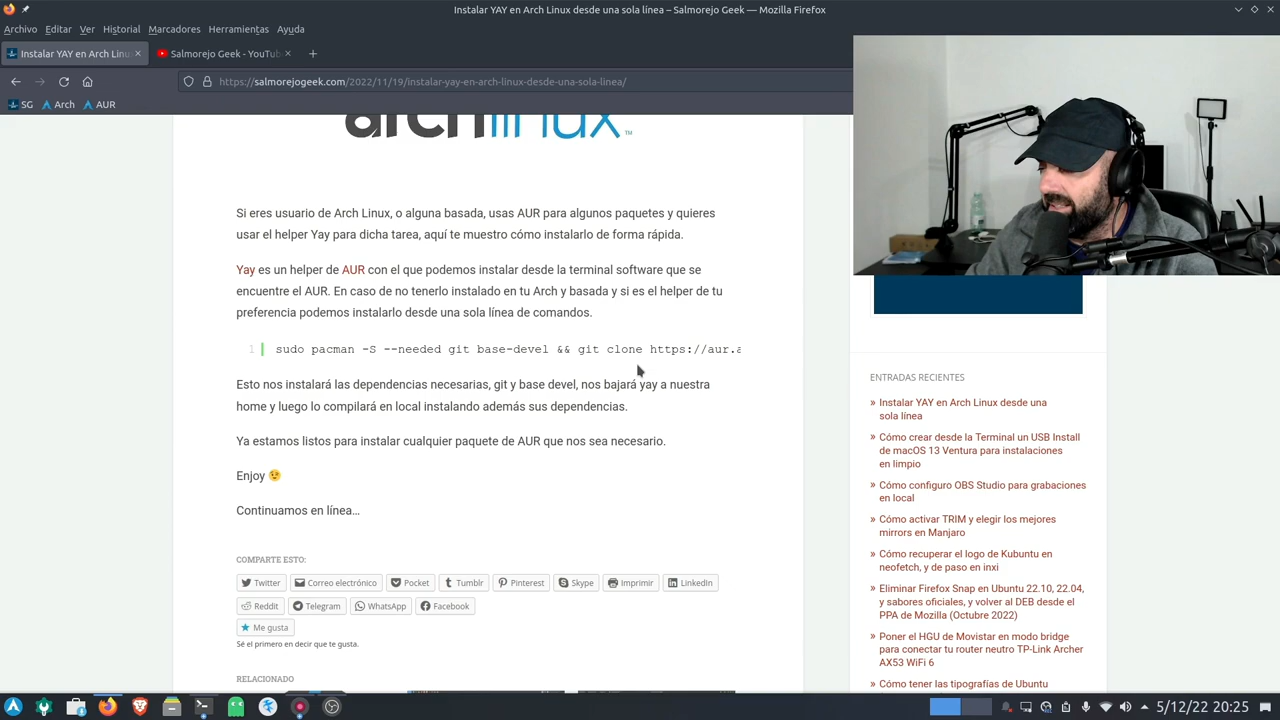 Instalar YAY en Arch Linux desde una sola línea – Salmorejo Geek — Mozilla Firefox
Archivo Editar Ver Historial Marcadores Herramientas Ayuda
Instalar YAY en Arch Linu
Salmorejo Geek - YouTub
https://salmorejogeek.com/2022/11/19/instalar-yay-en-arch-linux-desde-una-sola-linea/
SG Arch AUR
archlinux™
Si eres usuario de Arch Linux, o alguna basada, usas AUR para algunos paquetes y quieres
usar el helper Yay para dicha tarea, aquí te muestro cómo instalarlo de forma rápida.
Yay es un helper de AUR con el que podemos instalar desde la terminal software que se
encuentre el AUR. En caso de no tenerlo instalado en tu Arch y basada y si es el helper de tu
preferencia podemos instalarlo desde una sola línea de comandos.
1 sudo pacman -S --needed git base-devel && git clone https://aur.a
Esto nos instalará las dependencias necesarias, git y base devel, nos bajará yay a nuestra
home y luego lo compilará en local instalando además sus dependencias.
Ya estamos listos para instalar cualquier paquete de AUR que nos sea necesario.
Enjoy 😉
Continuamos en línea…
COMPARTE ESTO:
Twitter Correo electrónico Pocket Tumblr Pinterest Skype Imprimir LinkedIn
Reddit Telegram WhatsApp Facebook
Me gusta
Sé el primero en decir que te gusta.
RELACIONADO
ENTRADAS RECIENTES
» Instalar YAY en Arch Linux desde una
sola línea
» Cómo crear desde la Terminal un USB Install
de macOS 13 Ventura para instalaciones
en limpio
» Cómo configuro OBS Studio para grabaciones
en local
» Cómo activar TRIM y elegir los mejores
mirrors en Manjaro
» Cómo recuperar el logo de Kubuntu en
neofetch, y de paso en inxi
» Eliminar Firefox Snap en Ubuntu 22.10, 22.04,
y sabores oficiales, y volver al DEB desde el
PPA de Mozilla (Octubre 2022)
» Poner el HGU de Movistar en modo bridge
para conectar tu router neutro TP-Link Archer
AX53 WiFi 6
» Cómo tener las tipografías de Ubuntu
5/12/22 20:25